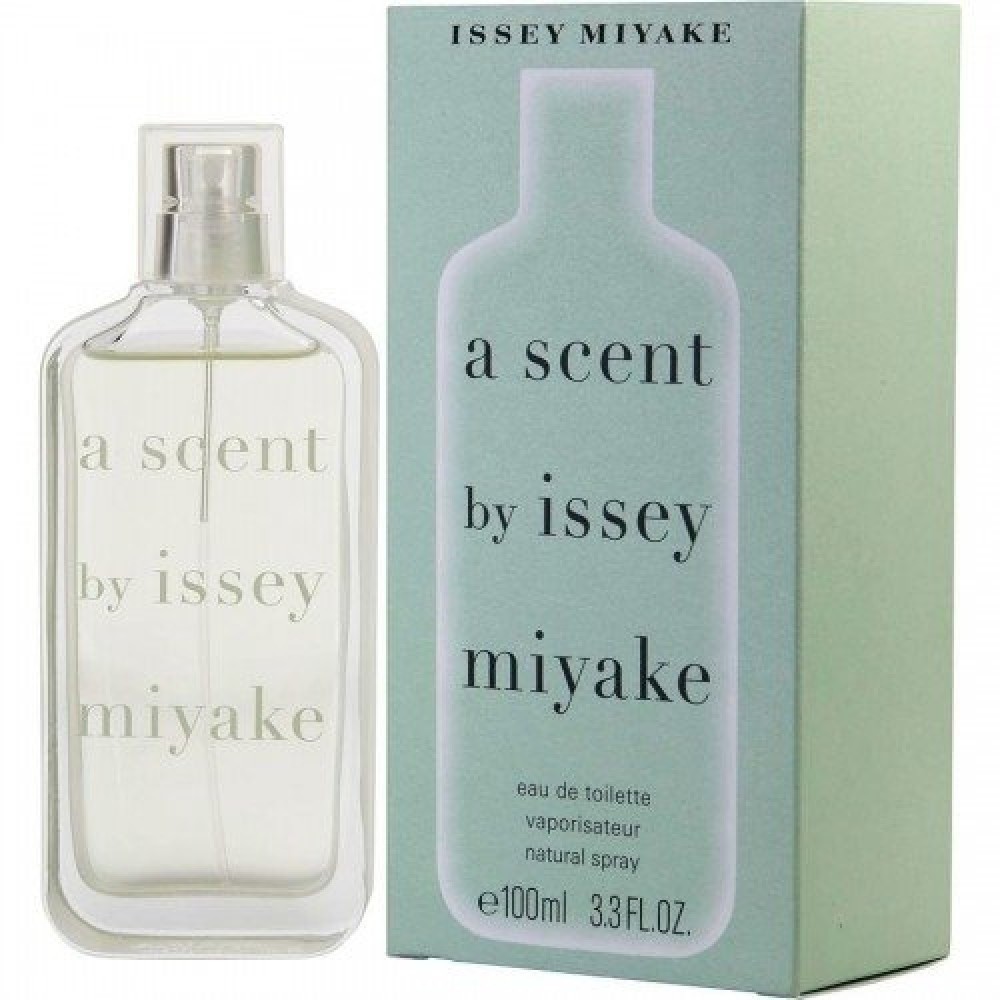 ISSEY MIYAKE
a scent
by issey
miyake
eau de toilette
vaporisateur
natural spray
℮100ml 3.3FL.OZ.
a scent
by issey
miyake